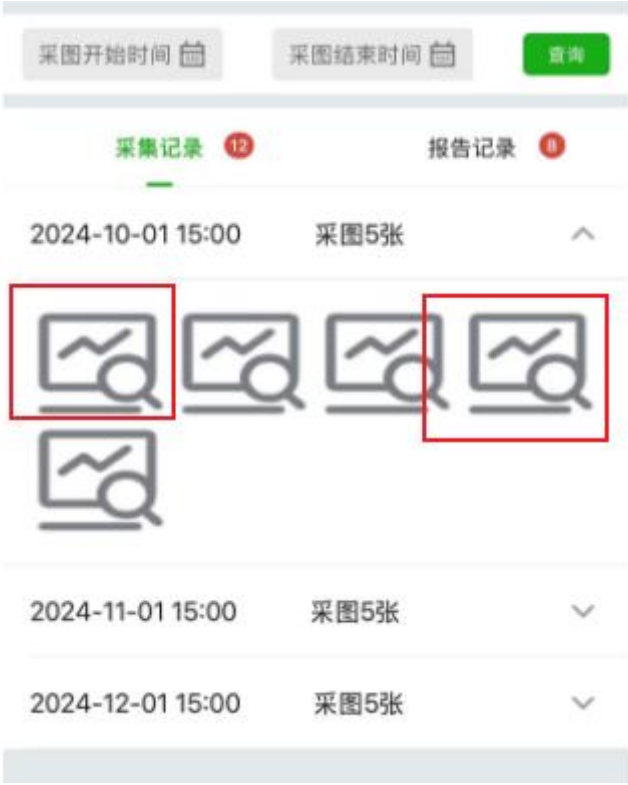 采图开始时间 采图结束时间 查询
采集记录 12 报告记录 8
2024-10-01 15:00 采图5张
2024-11-01 15:00 采图5张
2024-12-01 15:00 采图5张